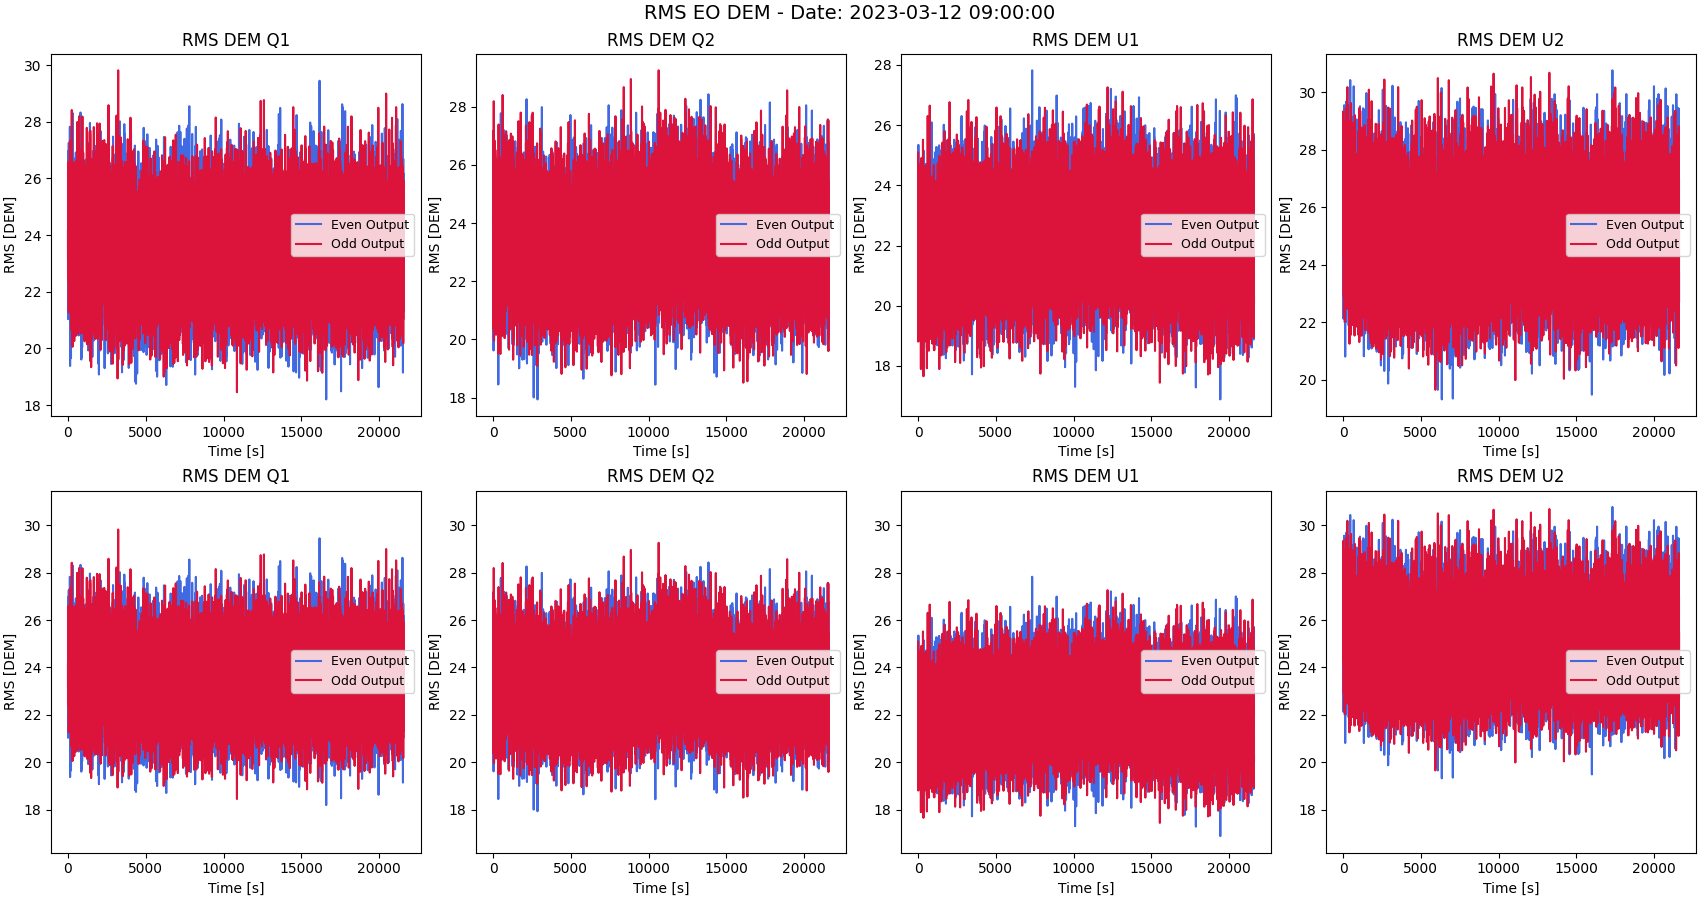 RMS EO DEM - Date: 2023-03-12 09:00:00
RMS DEM Q1
RMS [DEM]
30
28
26
24
22
20
18
Even Output
Odd Output
0 5000 10000 15000 20000
Time [s]
RMS DEM Q2
RMS [DEM]
28
26
24
22
20
18
Even Output
Odd Output
0 5000 10000 15000 20000
Time [s]
RMS DEM U1
RMS [DEM]
28
26
24
22
20
18
Even Output
Odd Output
0 5000 10000 15000 20000
Time [s]
RMS DEM U2
RMS [DEM]
30
28
26
24
22
20
Even Output
Odd Output
0 5000 10000 15000 20000
Time [s]
RMS DEM Q1
RMS [DEM]
30
28
26
24
22
20
18
Even Output
Odd Output
0 5000 10000 15000 20000
Time [s]
RMS DEM Q2
RMS [DEM]
30
28
26
24
22
20
18
Even Output
Odd Output
0 5000 10000 15000 20000
Time [s]
RMS DEM U1
RMS [DEM]
30
28
26
24
22
20
18
Even Output
Odd Output
0 5000 10000 15000 20000
Time [s]
RMS DEM U2
RMS [DEM]
30
28
26
24
22
20
18
Even Output
Odd Output
0 5000 10000 15000 20000
Time [s]